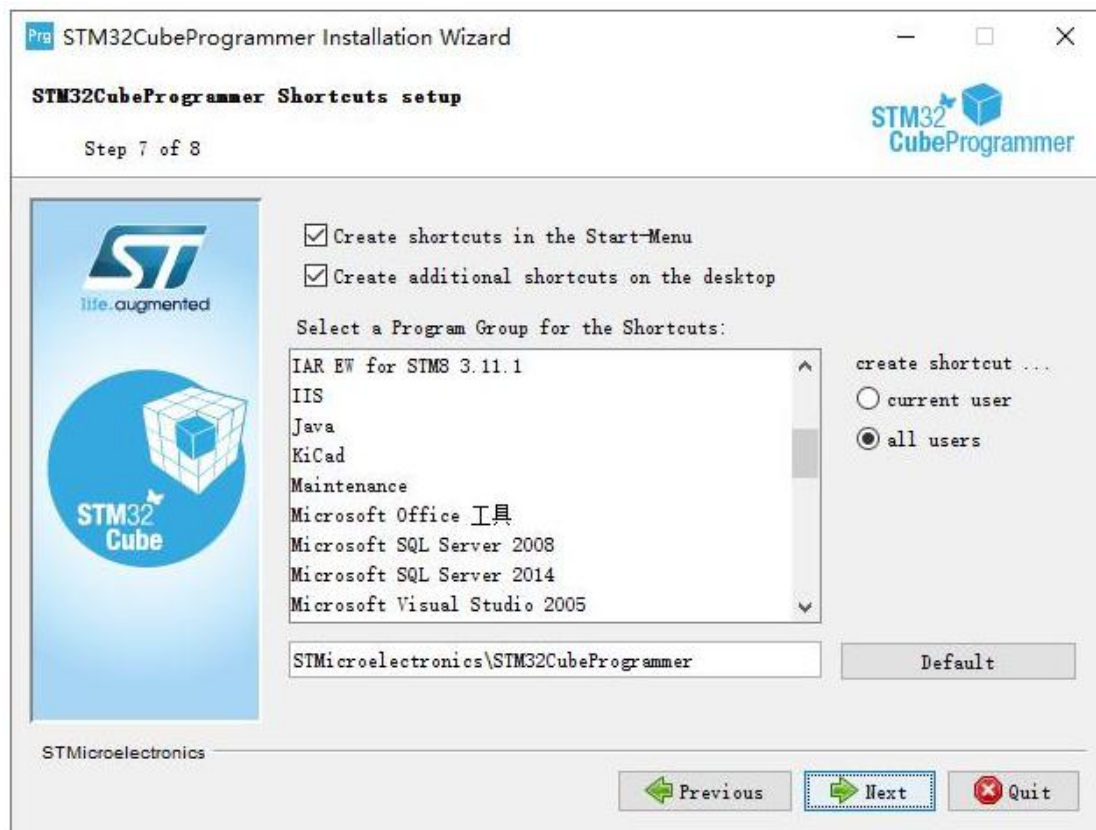 Prg STM32CubeProgrammer Installation Wizard
STM32CubeProgrammer Shortcuts setup
Step 7 of 8
STM32
CubeProgrammer
ST
life.augmented
STM32
Cube
Create shortcuts in the Start-Menu
Create additional shortcuts on the desktop
Select a Program Group for the Shortcuts:
IAR EW for STM8 3.11.1
IIS
Java
KiCad
Maintenance
Microsoft Office 工具
Microsoft SQL Server 2008
Microsoft SQL Server 2014
Microsoft Visual Studio 2005
create shortcut ...
current user
all users
STMicroelectronics\STM32CubeProgrammer
Default
STMicroelectronics
Previous
Next
Quit